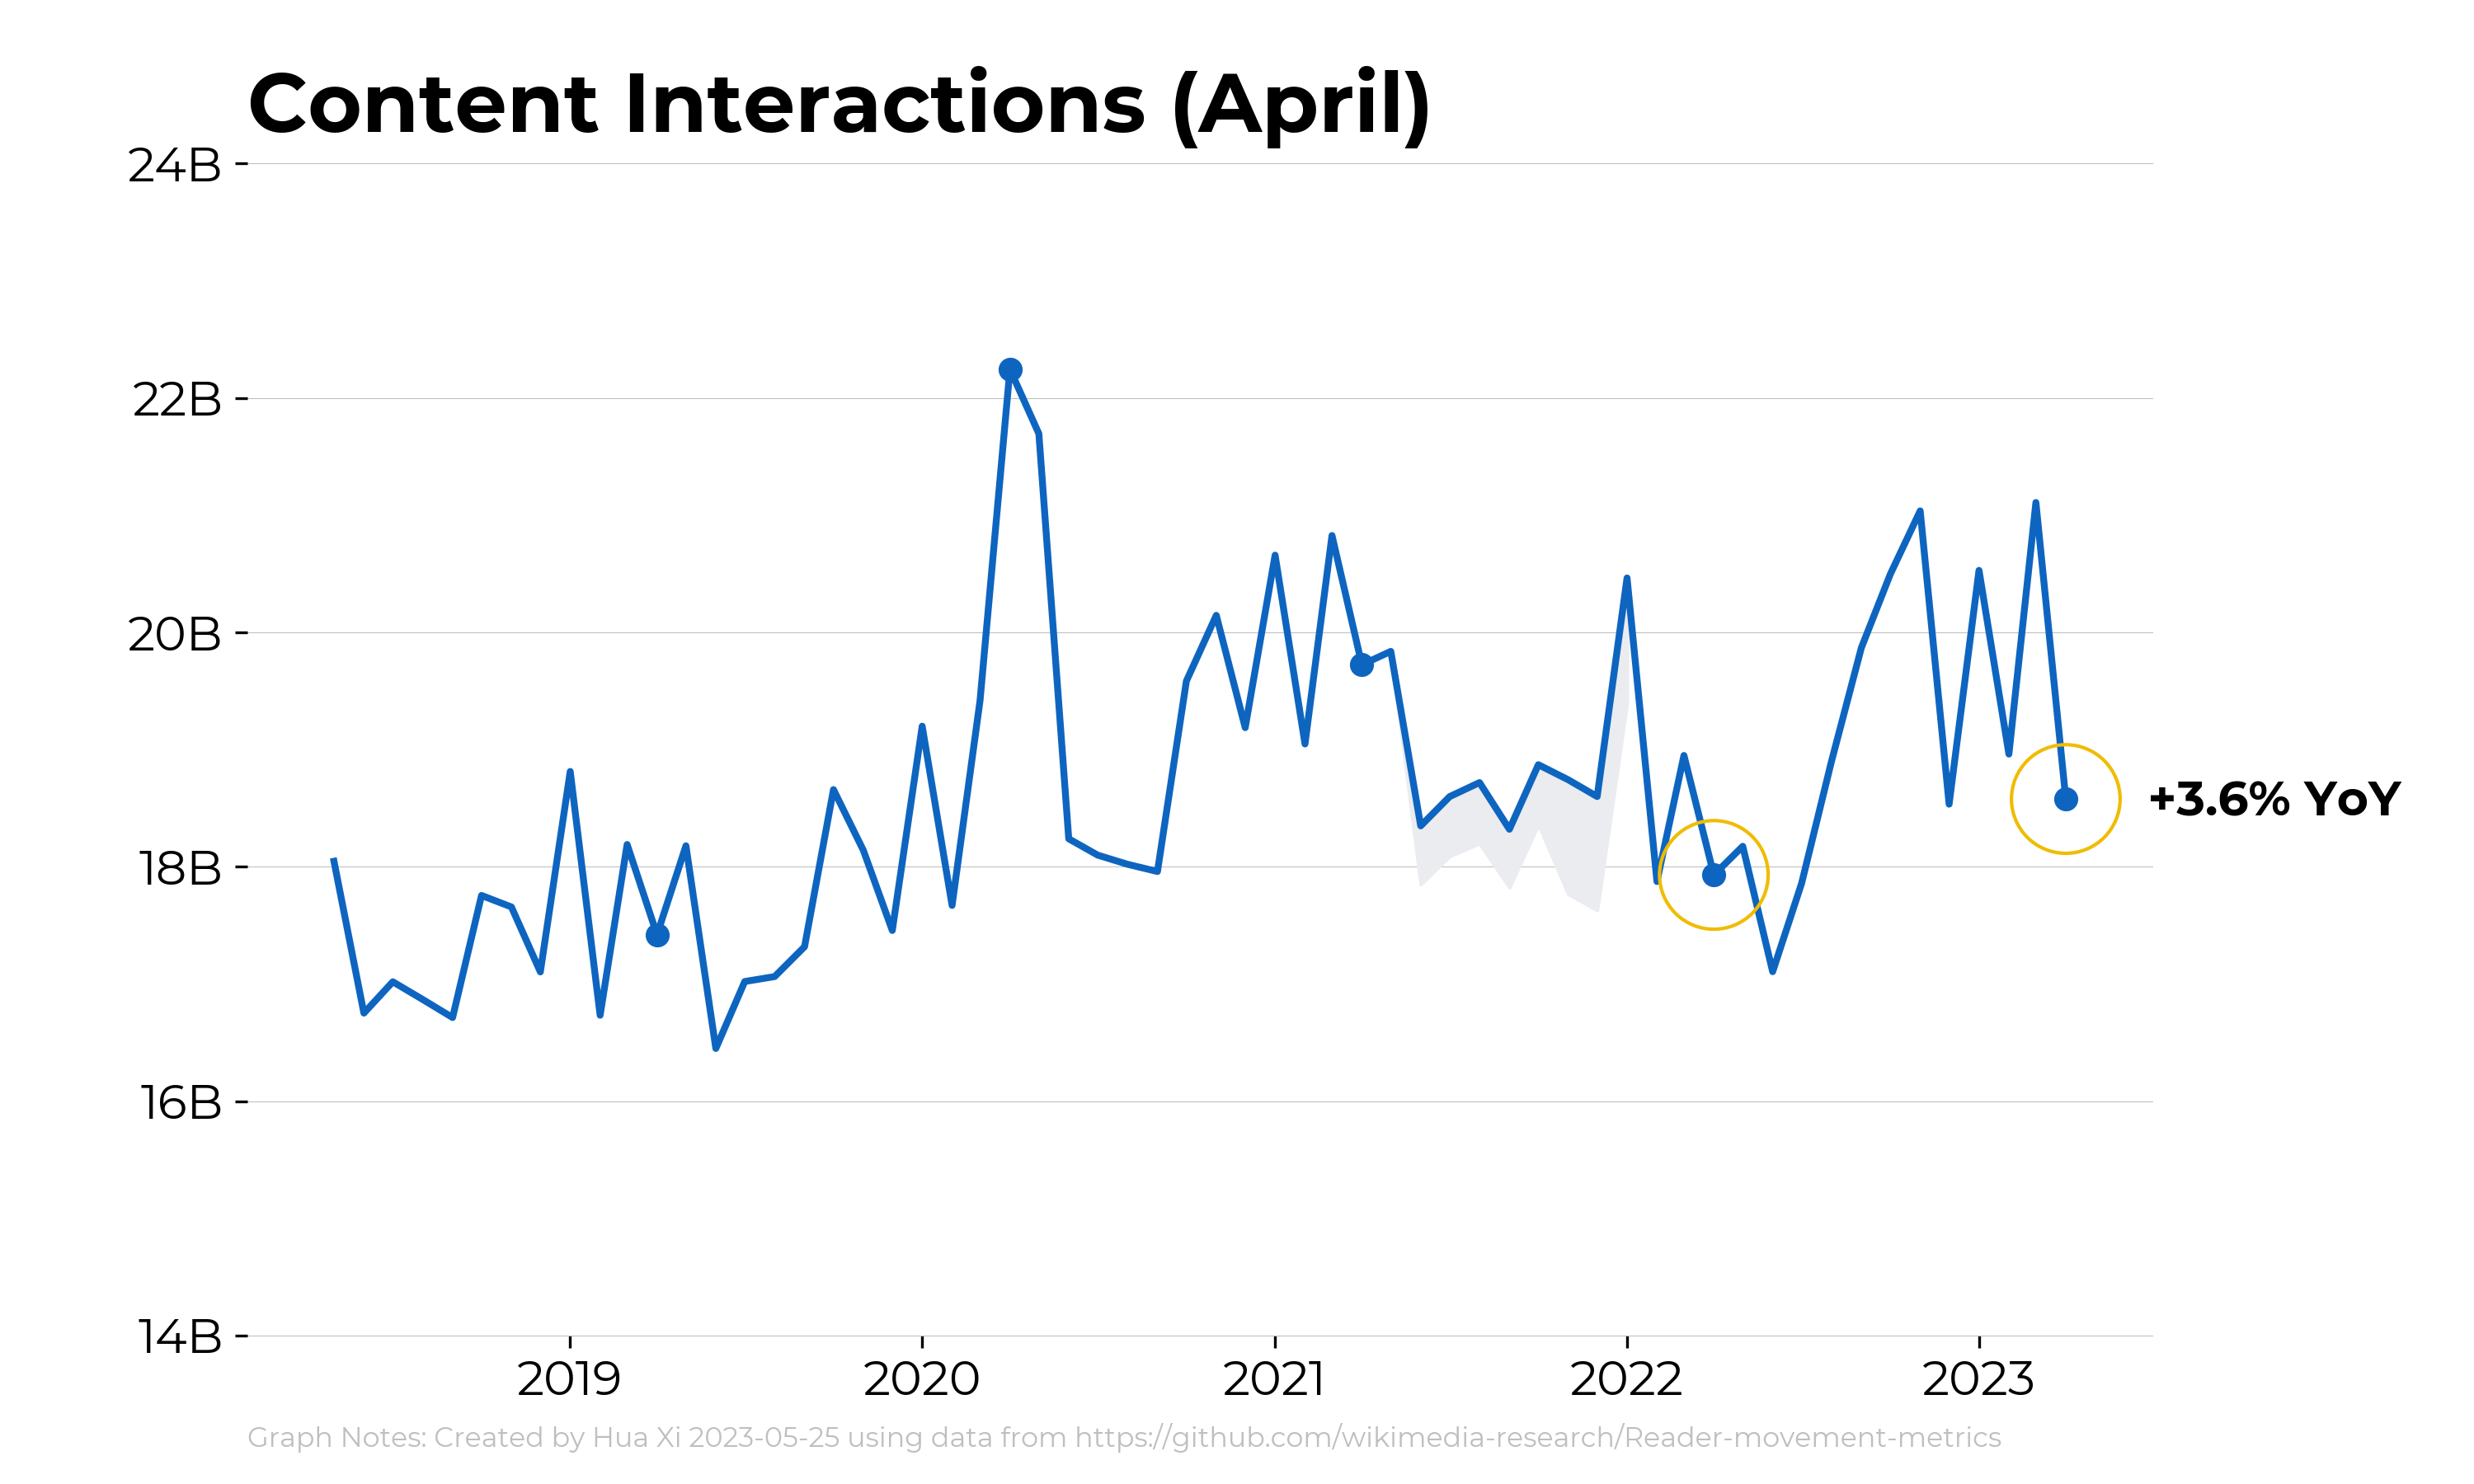 Content Interactions (April)
24B
22B
20B
18B
16B
14B
+3.6% YoY
2019 2020 2021 2022 2023
Graph Notes: Created by Hua Xi 2023-05-25 using data from https://github.com/wikimedia-research/Reader-movement-metrics